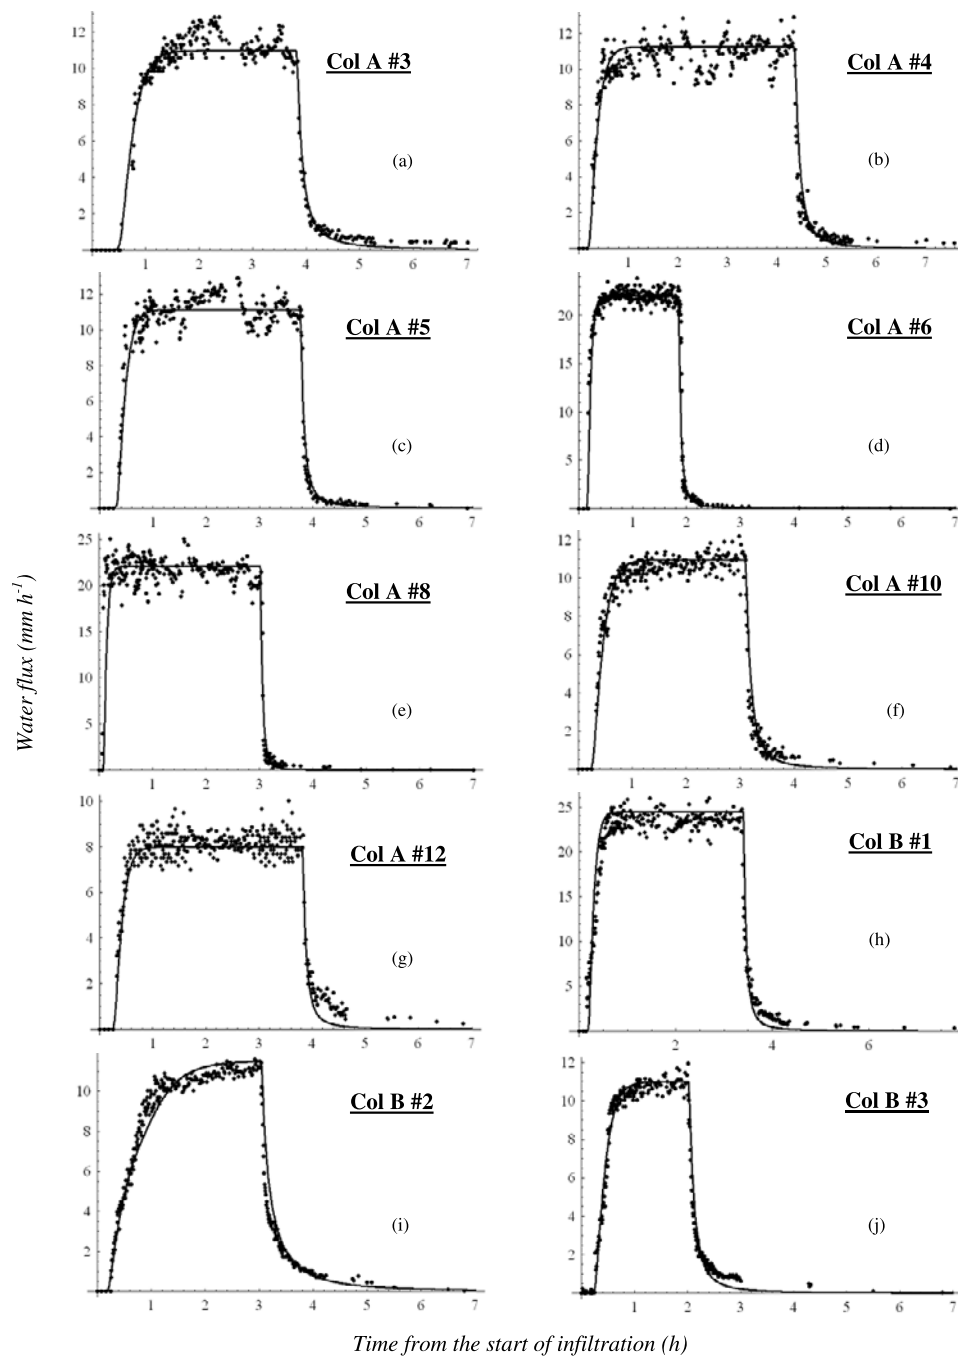 12
10
8
6
4
2
1 2 3 4 5 6 7
Col A #3
(a)
12
10
8
6
4
2
1 2 3 4 5 6 7
Col A #4
(b)
12
10
8
6
4
2
1 2 3 4 5 6 7
Col A #5
(c)
20
15
10
5
1 2 3 4 5 6 7
Col A #6
(d)
25
20
15
10
5
1 2 3 4 5 6 7
Col A #8
(e)
12
10
8
6
4
2
1 2 3 4 5 6 7
Col A #10
(f)
10
8
6
4
2
1 2 3 4 5 6 7
Col A #12
(g)
25
20
15
10
5
2 4 6
Col B #1
(h)
10
8
6
4
2
1 2 3 4 5 6 7
Col B #2
(i)
12
10
8
6
4
2
1 2 3 4 5 6 7
Col B #3
(j)
Water flux (mm h⁻¹)
Time from the start of infiltration (h)